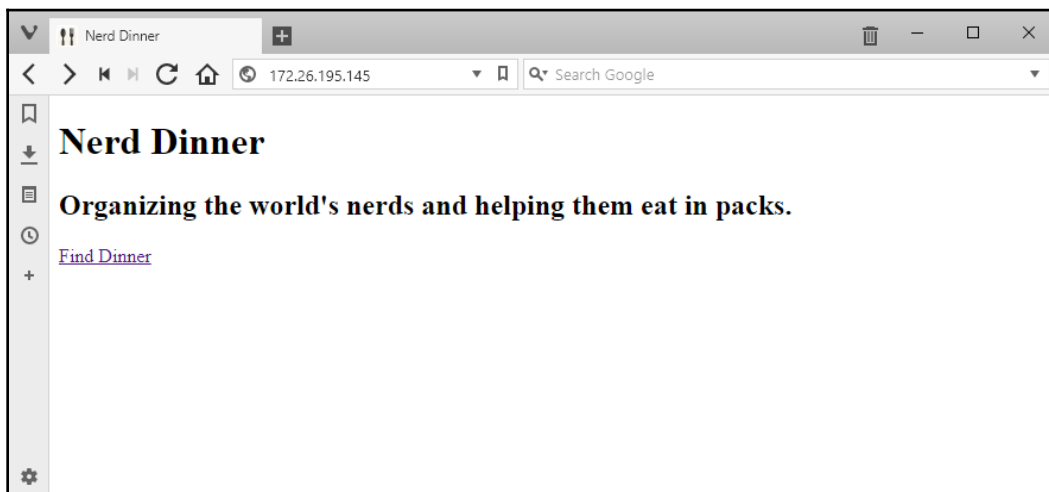 Nerd Dinner
172.26.195.145
Search Google
Nerd Dinner
Organizing the world's nerds and helping them eat in packs.
Find Dinner